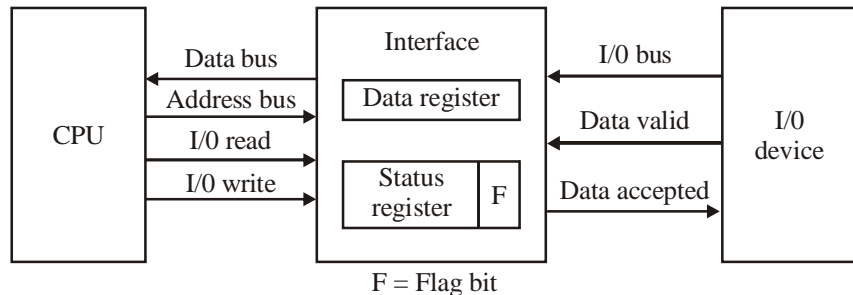 CPU
Data bus
Address bus
I/0 read
I/0 write
Interface
Data register
Status
register
F
I/0 bus
Data valid
Data accepted
I/0
device
F = Flag bit